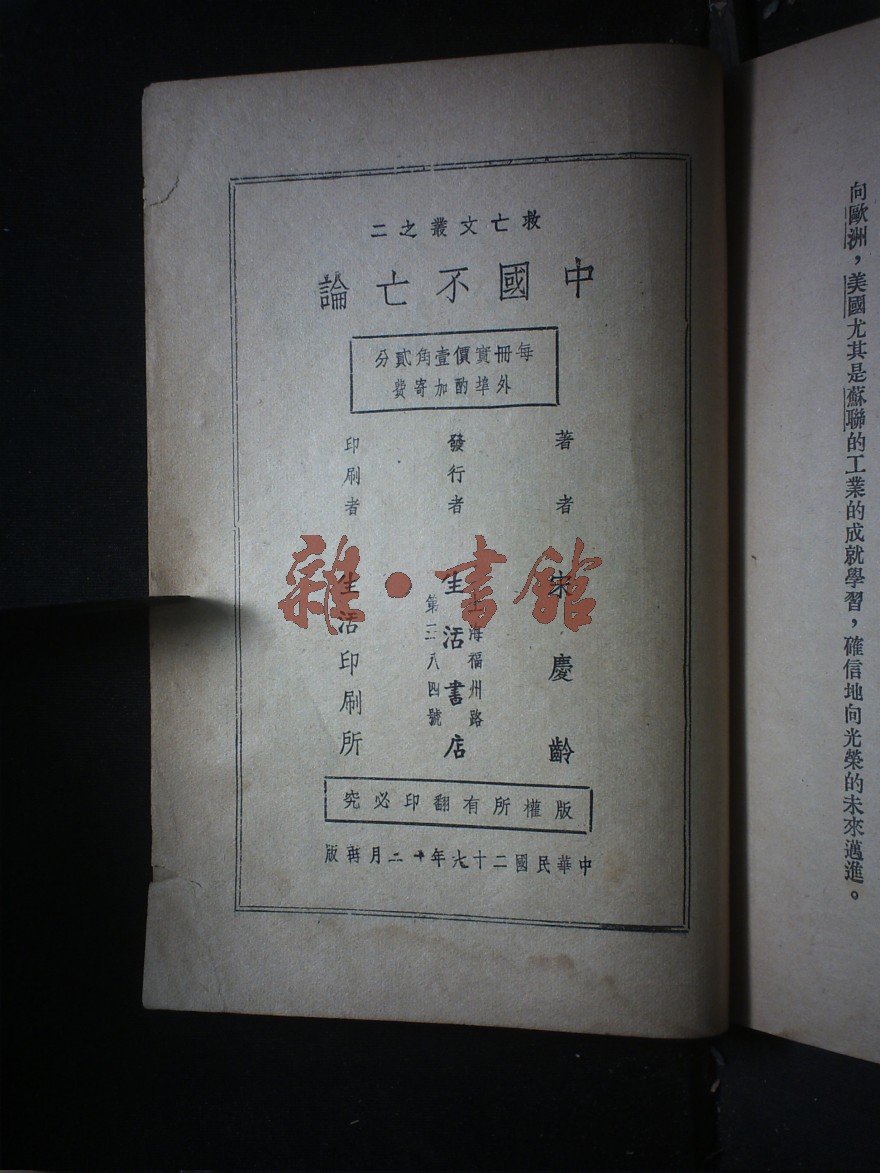 向歐洲，美國尤其是蘇聯的工業的成就學習，確信地向光榮的未來邁進。
救亡文叢之二
中國不亡論
每冊實價壹角貳分
外埠酌加寄費
著者 宋慶齡
發行者 生活書店
上海福州路
第三八四號
印刷者 生活印刷所
版權所有翻印必究
中華民國二十六年十二月再版
雜·書館